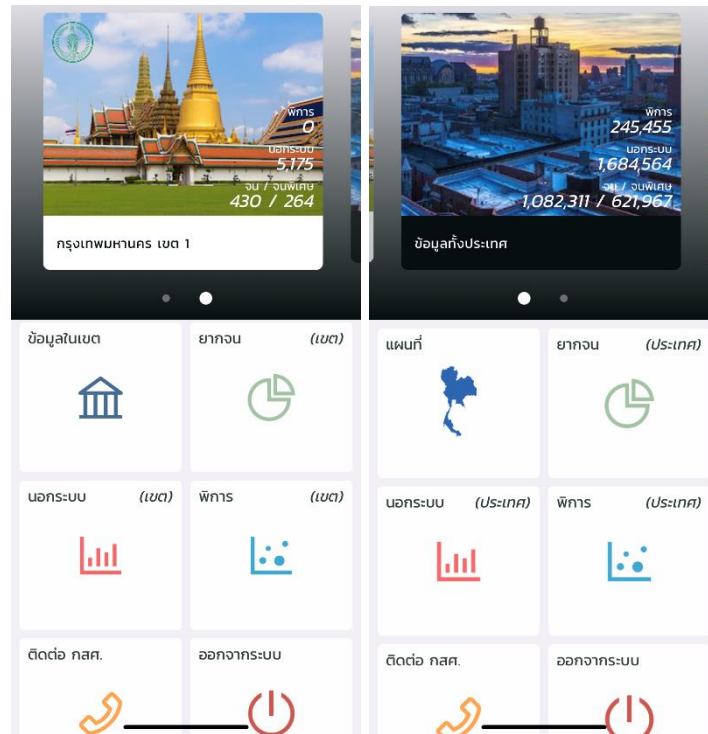 พิการ
0
นอกระบบ
5,175
จน / จนพิเศษ
430 / 264
กรุงเทพมหานคร เขต 1
ข้อมูลในเขต
ยากจน (เขต)
นอกระบบ (เขต)
พิการ (เขต)
ติดต่อ กสศ.
ออกจากระบบ
พิการ
245,455
นอกระบบ
1,684,564
จน / จนพิเศษ
1,082,311 / 621,967
ข้อมูลทั้งประเทศ
แผนที่
ยากจน (ประเทศ)
นอกระบบ (ประเทศ)
พิการ (ประเทศ)
ติดต่อ กสศ.
ออกจากระบบ